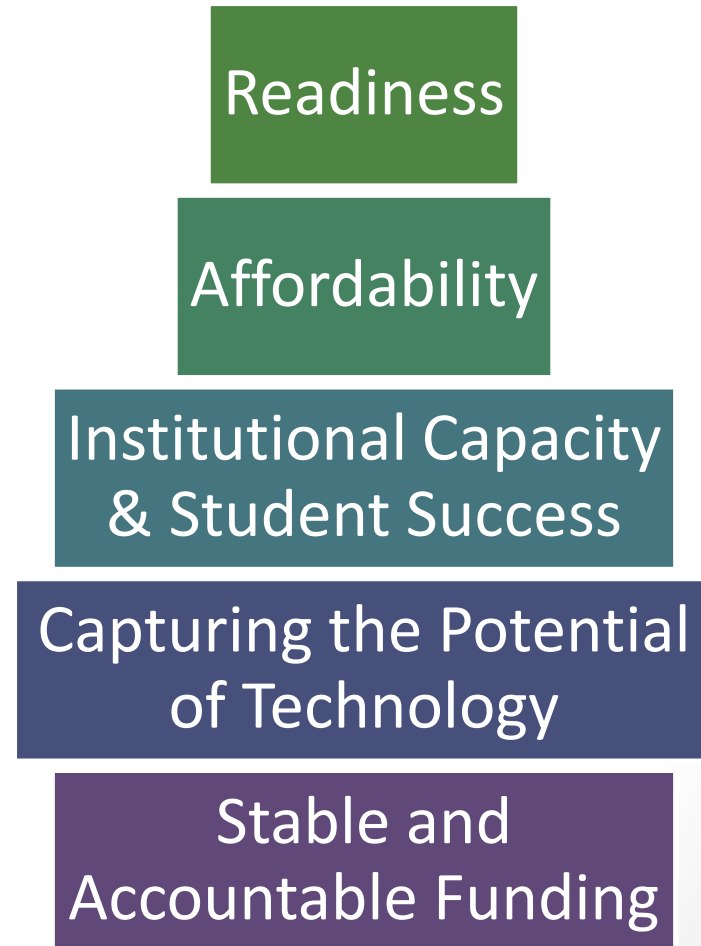 Readiness
Affordability
Institutional Capacity
& Student Success
Capturing the Potential
of Technology
Stable and
Accountable Funding